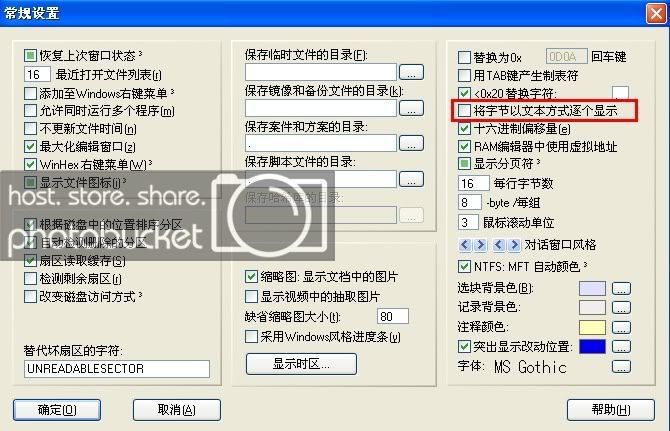 常规设置
恢复上次窗口状态 ³
16 最近打开文件列表(r)
添加至Windows右键菜单 ³
允许同时运行多个程序(m)
不更新文件时间(n)
最大化编辑窗口(e)
WinHex 右键菜单(W) ³
显示文件图标(i) ³
根据磁盘中的位置排序分区
自动检测删除的分区
扇区读取缓存(S)
检测剩余扇区(r)
改变磁盘访问方式 ³
替代坏扇区的字符:
UNREADABLESECTOR
保存临时文件的目录(F):
...
保存镜像和备份文件的目录(k):
...
保存案件和方案的目录:
. ...
保存脚本文件的目录:
. ...
保存哈希库的目录:
...
缩略图: 显示文档中的图片
显示视频中的抽取图片
缺省缩略图大小(t): 80
采用Windows风格进度条(y)
显示时区...
替换为0x 0D0A 回车键
用TAB键产生制表符
<0x20 替换字符:
将字节以文本方式逐个显示
十六进制偏移量(e)
RAM编辑器中使用虚拟地址
显示分页符 ³
16 每行字节数
8 -byte /每组
3 鼠标滚动单位
对话窗口风格
NTFS: MFT 自动颜色 ³
选块背景色(B): ...
记录背景色: ...
注释颜色: ...
突出显示改动位置: ...
字体: MS Gothic ...
确定(O)
取消(A)
帮助(H)
host. store. share.
photobucket